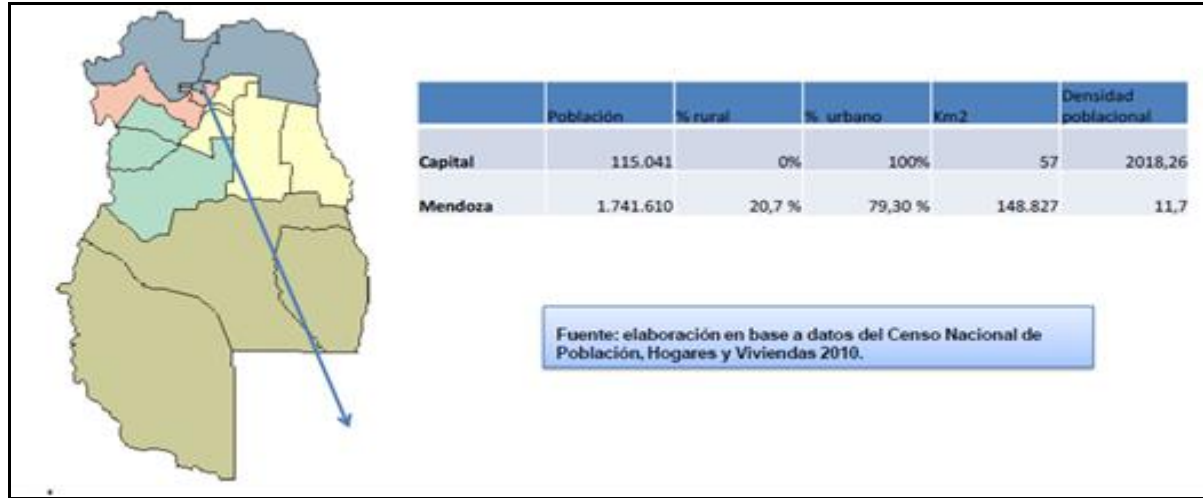 Población % rural % urbano Km2 Densidad poblacional
Capital 115.041 0% 100% 57 2018,26
Mendoza 1.741.610 20,7 % 79,30 % 148.827 11,7
Fuente: elaboración en base a datos del Censo Nacional de
Población, Hogares y Viviendas 2010.